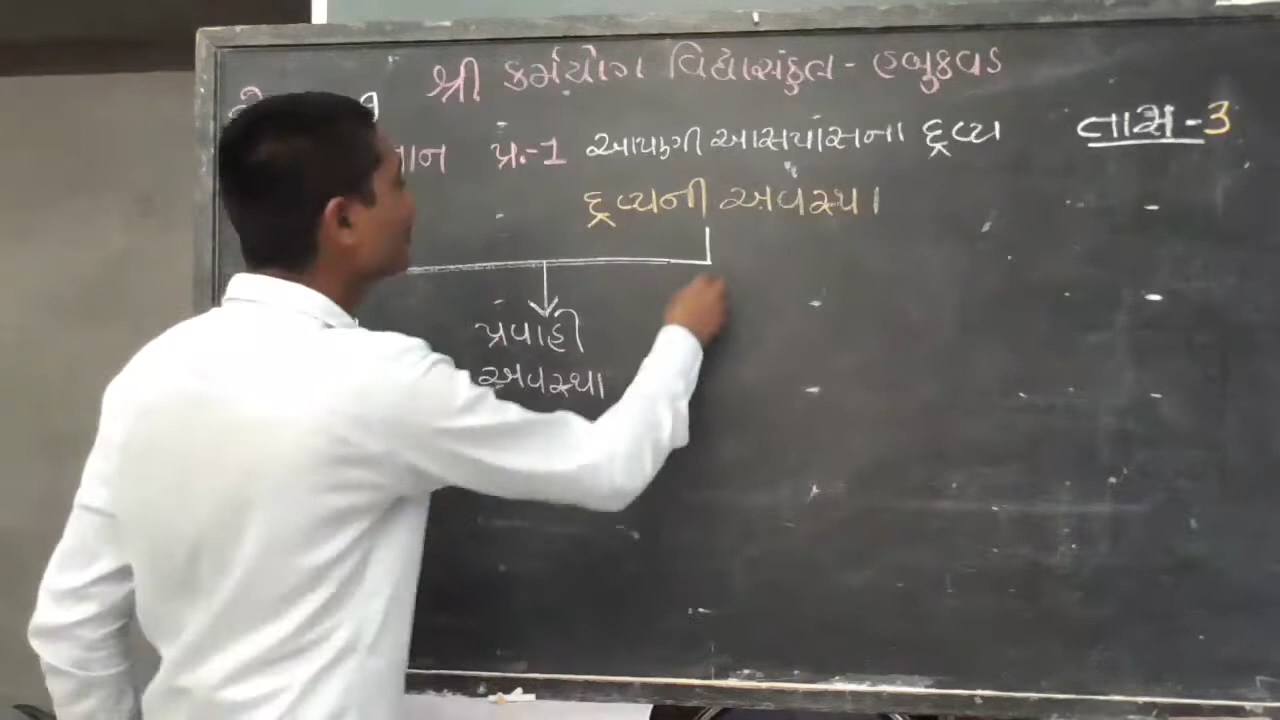 શ્રી કર્મયોગ વિદ્યાસંકુલ - હબુકવડ
પ્ર.-1 આપણી આસપાસના દ્રવ્ય
તાસ - 3
દ્રવ્યની અવસ્થા
પ્રવાહી
અવસ્થા